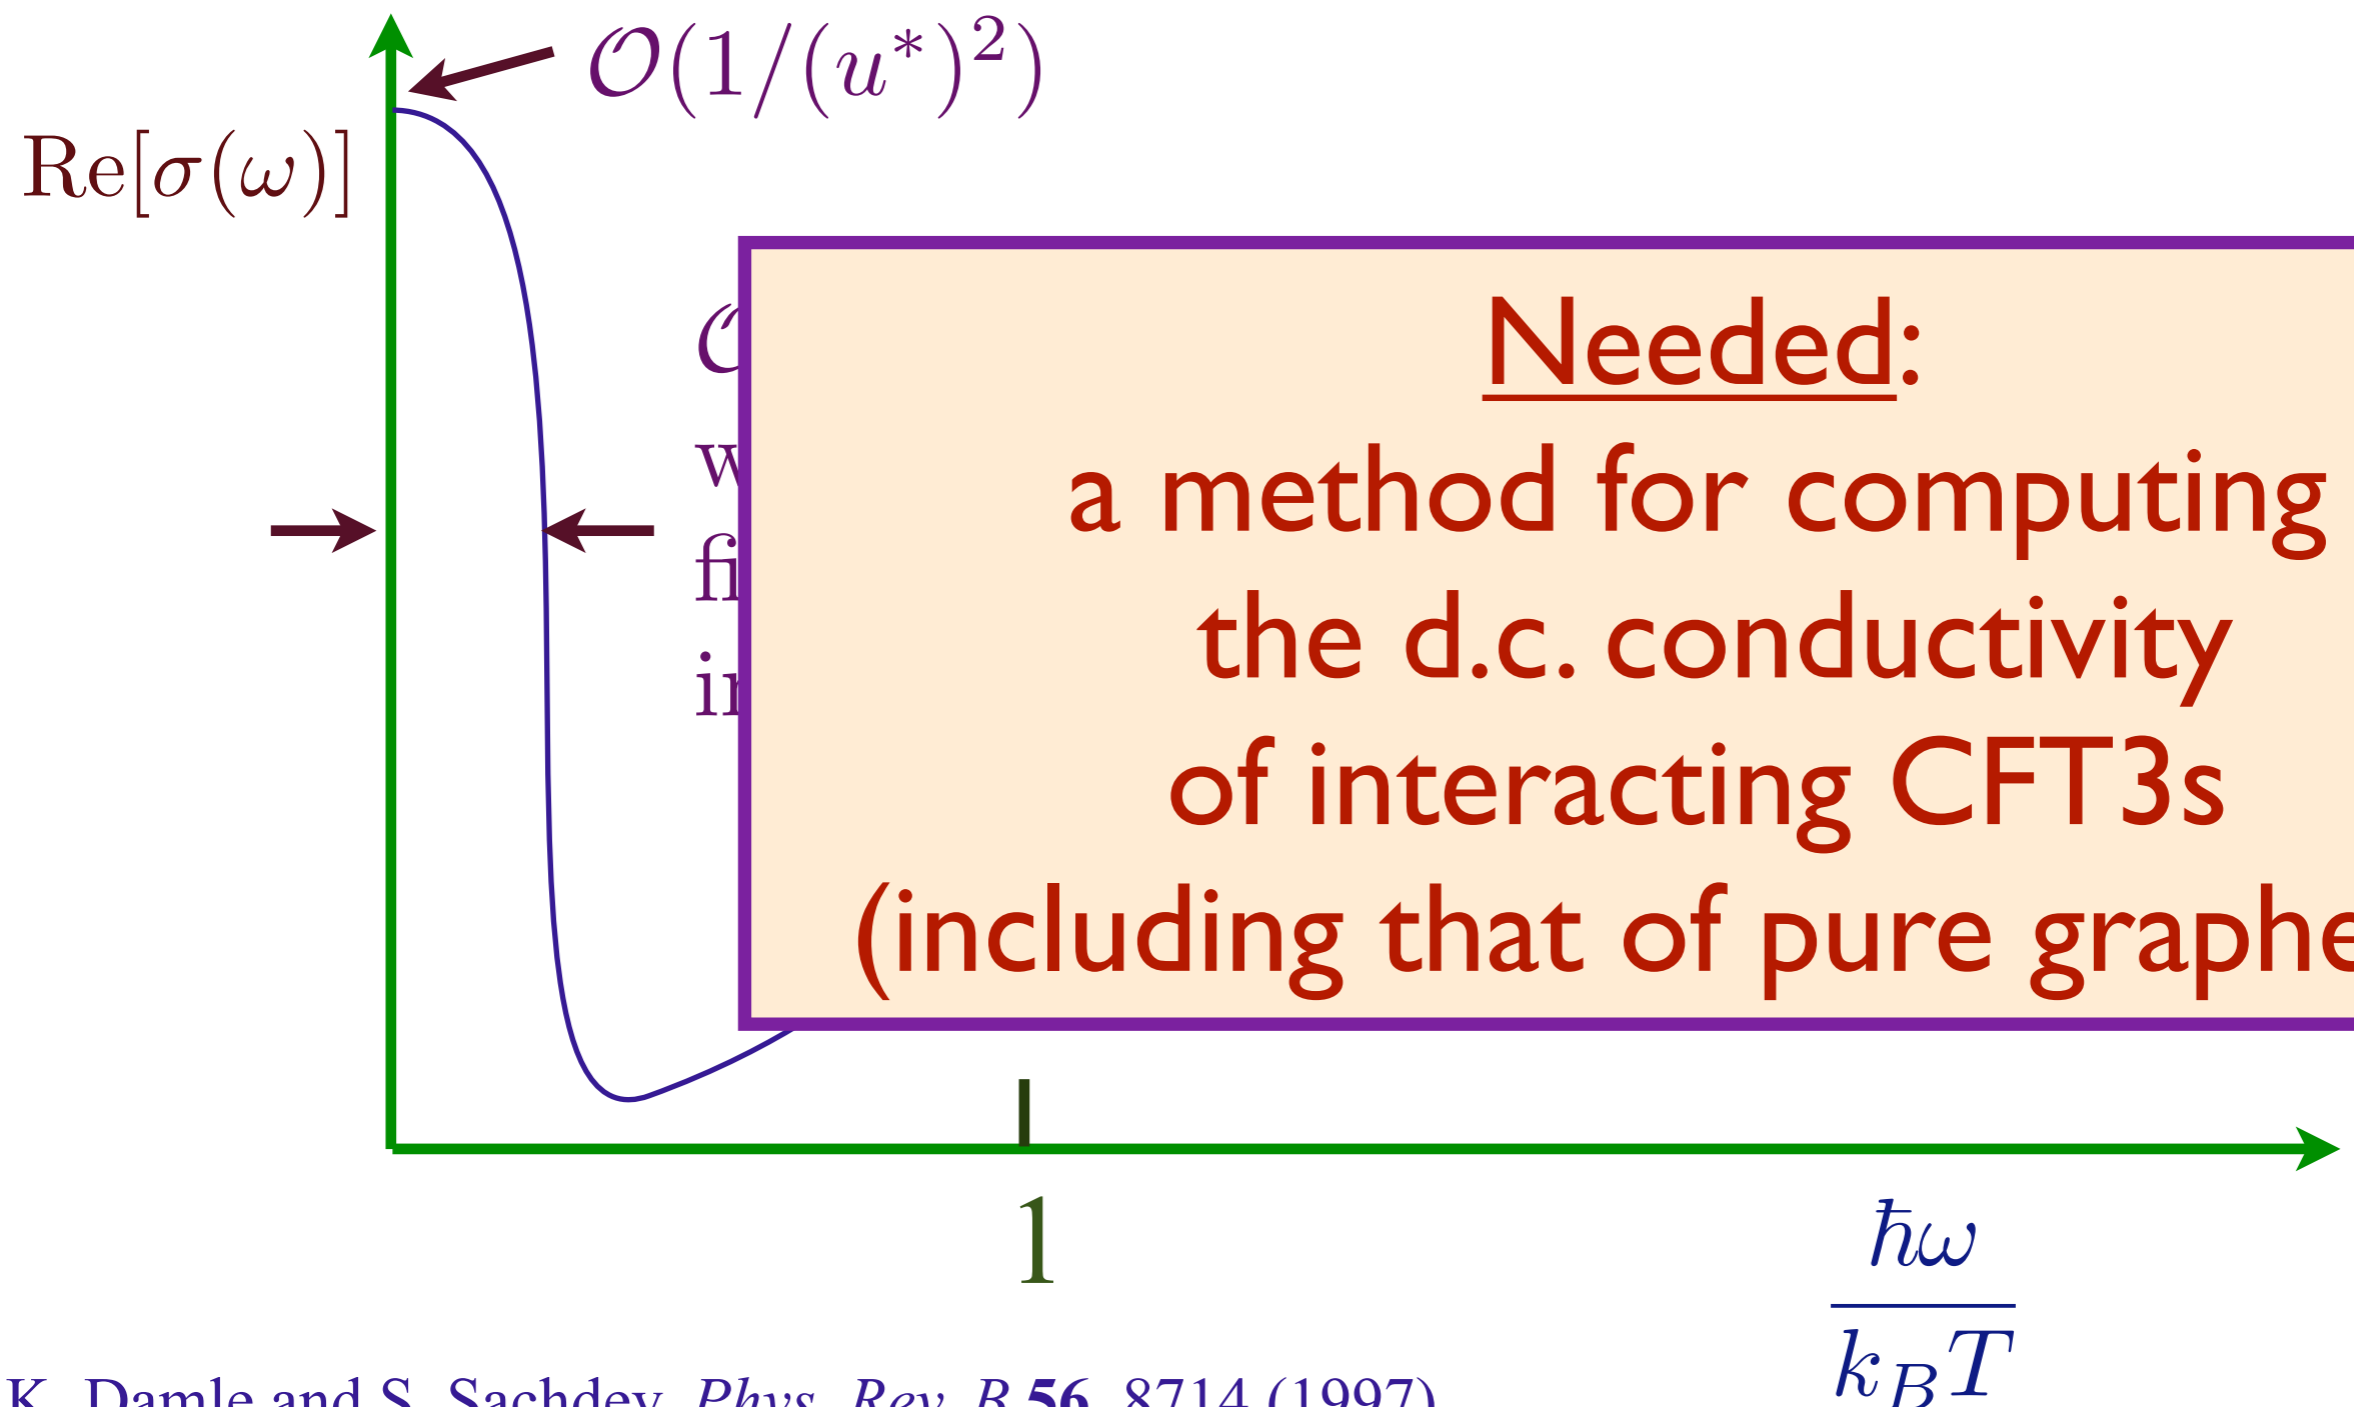 𝒪(1/(u*)²)
Re[σ(ω)]
Needed:
a method for computing
the d.c. conductivity
of interacting CFT3s
(including that of pure
1
ħω
k_B T
K. Damle and S. Sachdev, Phys. Rev. B 56, 8714 (1997)